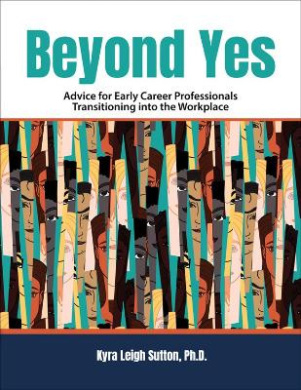 Beyond Yes
Advice for Early Career Professionals
Transitioning into the Workplace
Kyra Leigh Sutton, Ph.D.